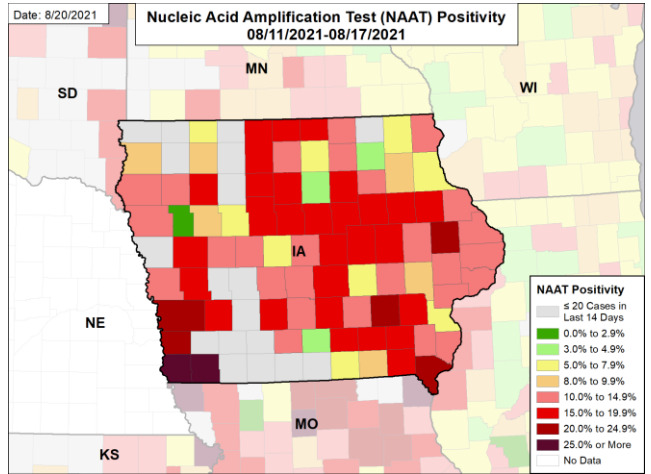 Date: 8/20/2021
Nucleic Acid Amplification Test (NAAT) Positivity
08/11/2021-08/17/2021
MN
SD
WI
IA
NE
MO
KS
NAAT Positivity
≤ 20 Cases in
Last 14 Days
0.0% to 2.9%
3.0% to 4.9%
5.0% to 7.9%
8.0% to 9.9%
10.0% to 14.9%
15.0% to 19.9%
20.0% to 24.9%
25.0% or More
No Data